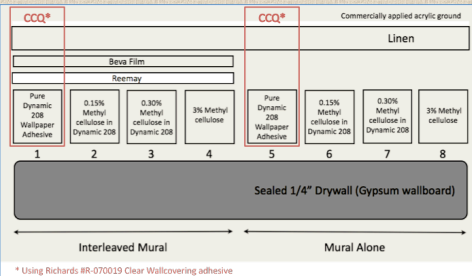 CCQ*
CCQ*
Commercially applied acrylic ground
Linen
Beva Film
Reemay
Pure
Dynamic
208
Wallpaper
Adhesive
0.15%
Methyl
cellulose in
Dynamic 208
0.30%
Methyl
cellulose in
Dynamic 208
3% Methyl
cellulose
Pure
Dynamic
208
Wallpaper
Adhesive
0.15%
Methyl
cellulose in
Dynamic 208
0.30%
Methyl
cellulose in
Dynamic 208
3% Methyl
cellulose
1 2 3 4 5 6 7 8
Sealed 1/4" Drywall (Gypsum wallboard)
Interleaved Mural
Mural Alone
* Using Richards #R-070019 Clear Wallcovering adhesive